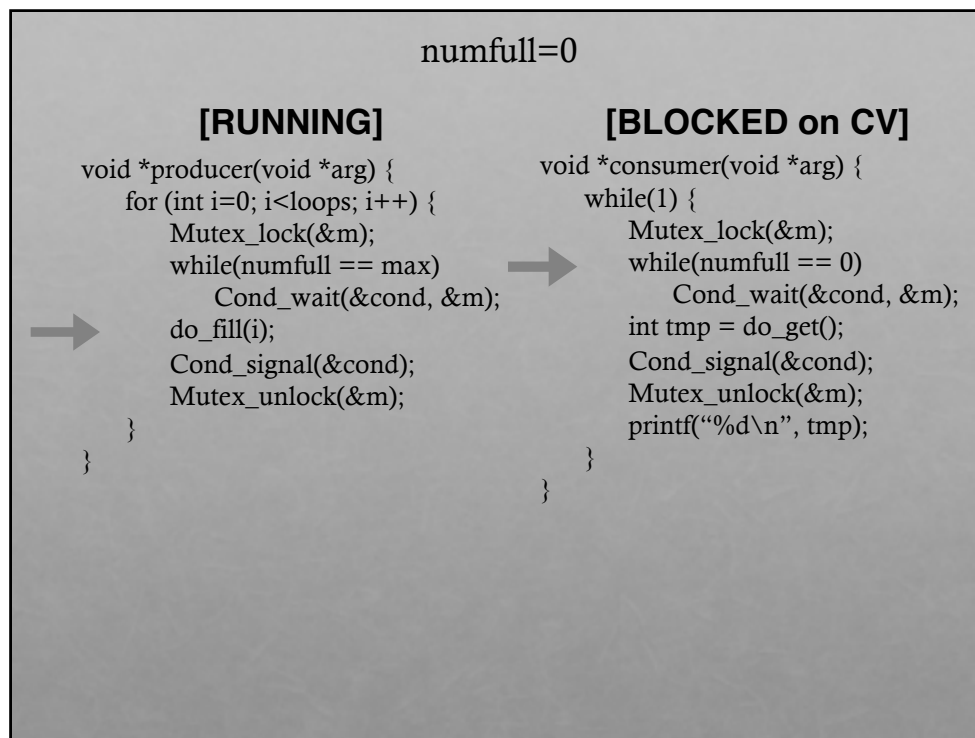 numfull=0
[RUNNING]
void *producer(void *arg) {
for (int i=0; i<loops; i++) {
Mutex_lock(&m);
while(numfull == max)
Cond_wait(&cond, &m);
do_fill(i);
Cond_signal(&cond);
Mutex_unlock(&m);
}
}
[BLOCKED on CV]
void *consumer(void *arg) {
while(1) {
Mutex_lock(&m);
while(numfull == 0)
Cond_wait(&cond, &m);
int tmp = do_get();
Cond_signal(&cond);
Mutex_unlock(&m);
printf(“%d\n”, tmp);
}
}